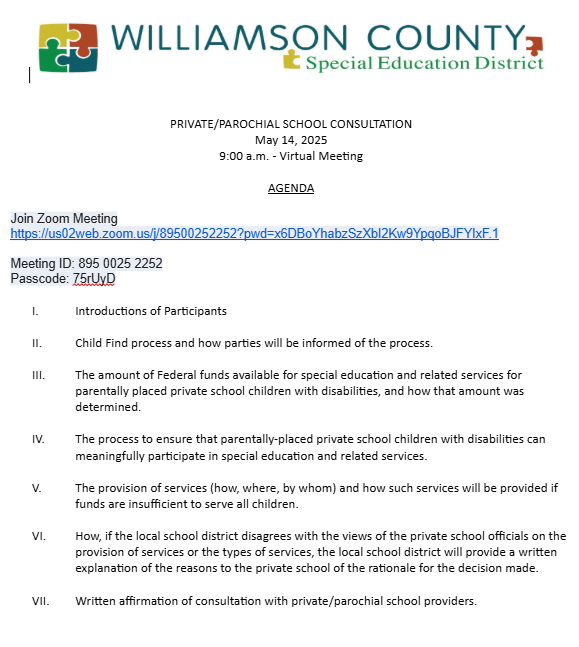 WILLIAMSON COUNTY
Special Education District
PRIVATE/PAROCHIAL SCHOOL CONSULTATION
May 14, 2025
9:00 a.m. - Virtual Meeting
AGENDA
Join Zoom Meeting
https://us02web.zoom.us/j/89500252252?pwd=x6DBoYhabzSzXbI2Kw9YpqoBJFYIxF.1
Meeting ID: 895 0025 2252
Passcode: 75rUyD
I. Introductions of Participants
II. Child Find process and how parties will be informed of the process.
III. The amount of Federal funds available for special education and related services for
parentally placed private school children with disabilities, and how that amount was
determined.
IV. The process to ensure that parentally-placed private school children with disabilities can
meaningfully participate in special education and related services.
V. The provision of services (how, where, by whom) and how such services will be provided if
funds are insufficient to serve all children.
VI. How, if the local school district disagrees with the views of the private school officials on the
provision of services or the types of services, the local school district will provide a written
explanation of the reasons to the private school of the rationale for the decision made.
VII. Written affirmation of consultation with private/parochial school providers.